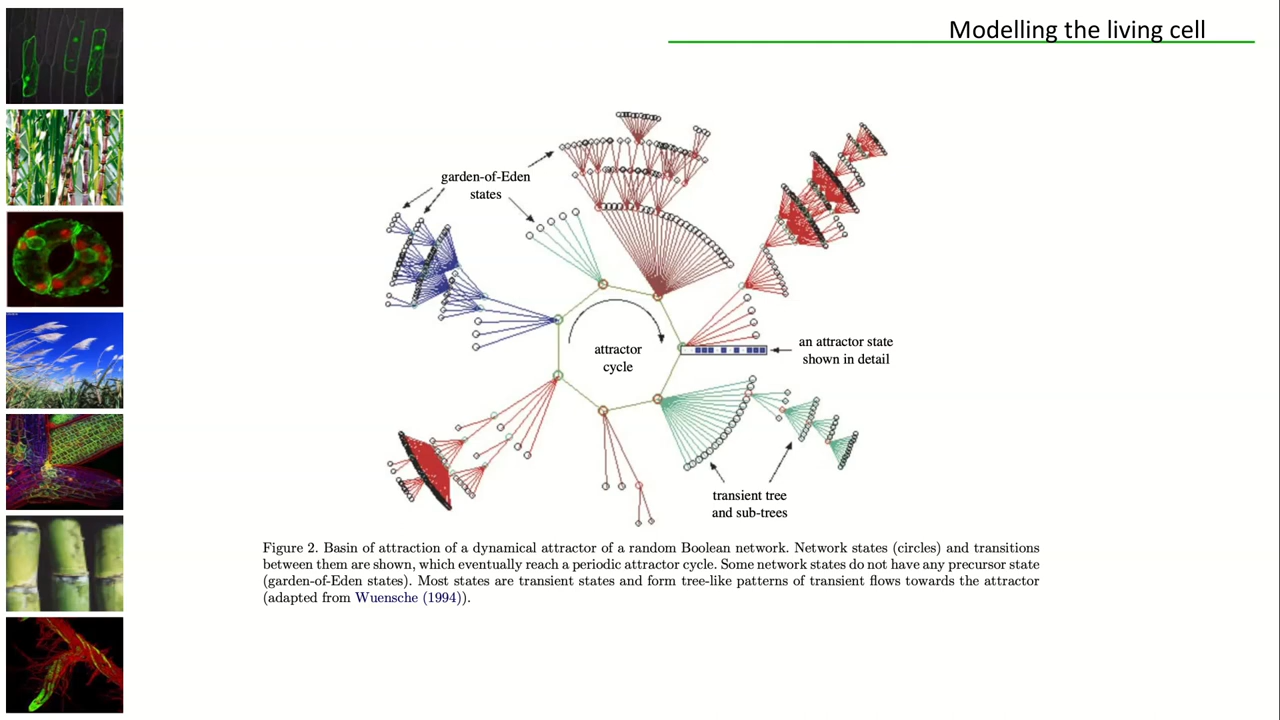 Modelling the living cell
garden-of-Eden
states
attractor
cycle
an attractor state
shown in detail
transient tree
and sub-trees
Figure 2. Basin of attraction of a dynamical attractor of a random Boolean network. Network states (circles) and transitions
between them are shown, which eventually reach a periodic attractor cycle. Some network states do not have any precursor state
(garden-of-Eden states). Most states are transient states and form tree-like patterns of transient flows towards the attractor
(adapted from Wuensche (1994)).